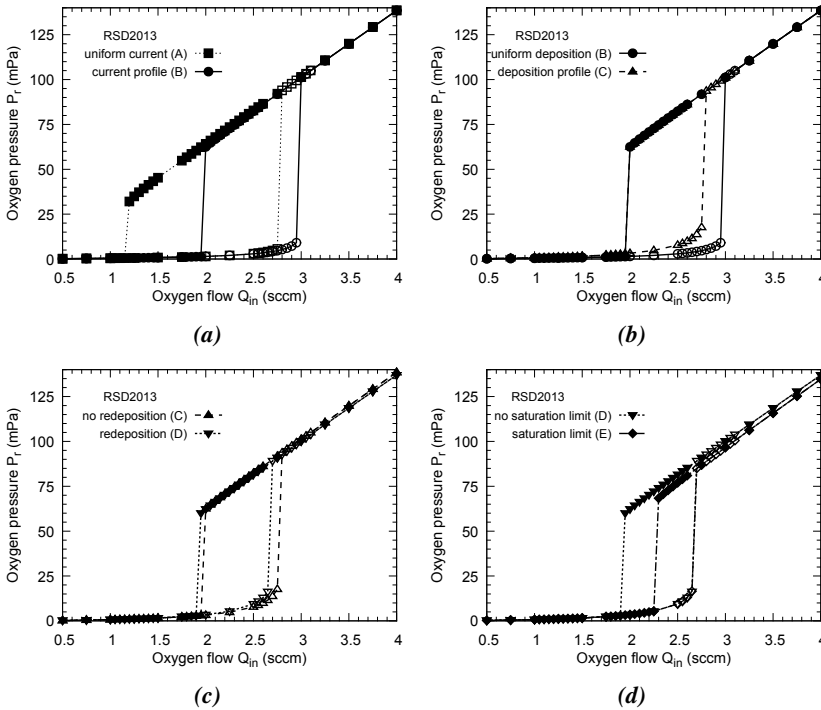 140
125
100
75
50
25
0
Oxygen pressure P_r (mPa)
RSD2013
uniform current (A)
current profile (B)
0.5 1 1.5 2 2.5 3 3.5 4
Oxygen flow Q_in (sccm)
(a)
140
125
100
75
50
25
0
Oxygen pressure P_r (mPa)
RSD2013
uniform deposition (B)
deposition profile (C)
0.5 1 1.5 2 2.5 3 3.5 4
Oxygen flow Q_in (sccm)
(b)
140
125
100
75
50
25
0
Oxygen pressure P_r (mPa)
RSD2013
no redeposition (C)
redeposition (D)
0.5 1 1.5 2 2.5 3 3.5 4
Oxygen flow Q_in (sccm)
(c)
140
125
100
75
50
25
0
Oxygen pressure P_r (mPa)
RSD2013
no saturation limit (D)
saturation limit (E)
0.5 1 1.5 2 2.5 3 3.5 4
Oxygen flow Q_in (sccm)
(d)